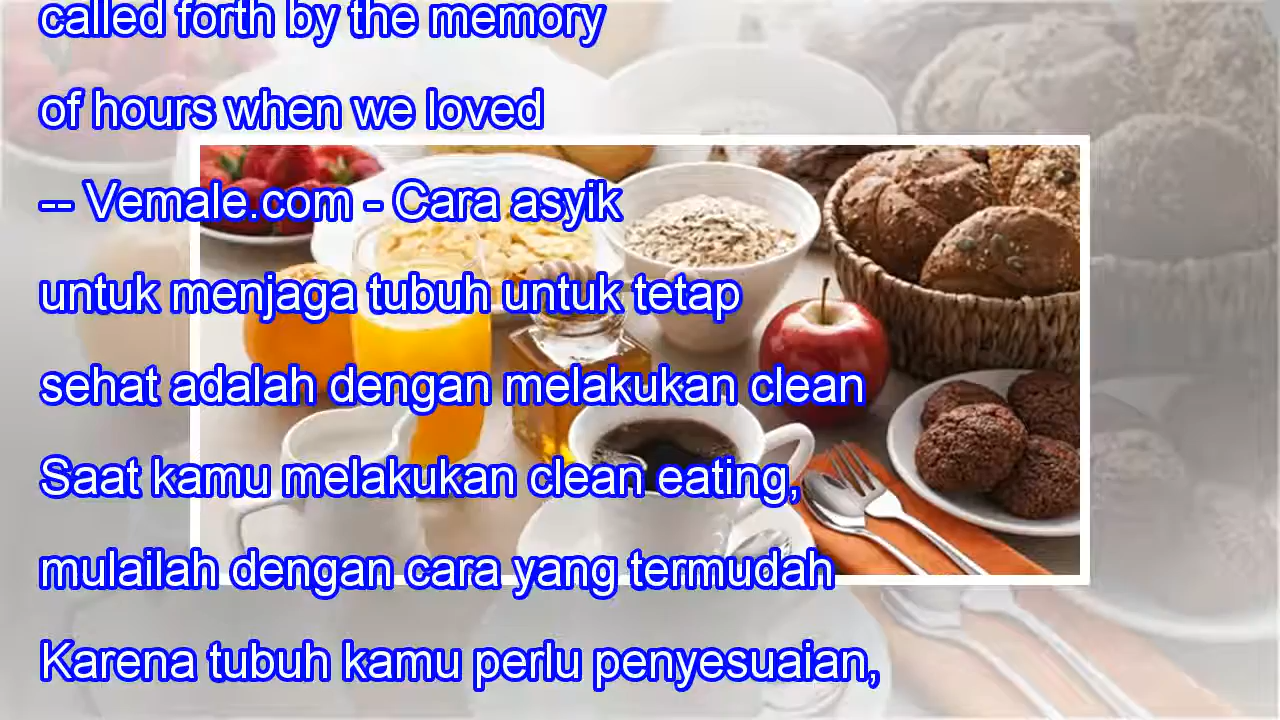 called forth by the memory
of hours when we loved
-- Vemale.com - Cara asyik
untuk menjaga tubuh untuk tetap
sehat adalah dengan melakukan clean
Saat kamu melakukan clean eating,
mulailah dengan cara yang termudah
Karena tubuh kamu perlu penyesuaian,